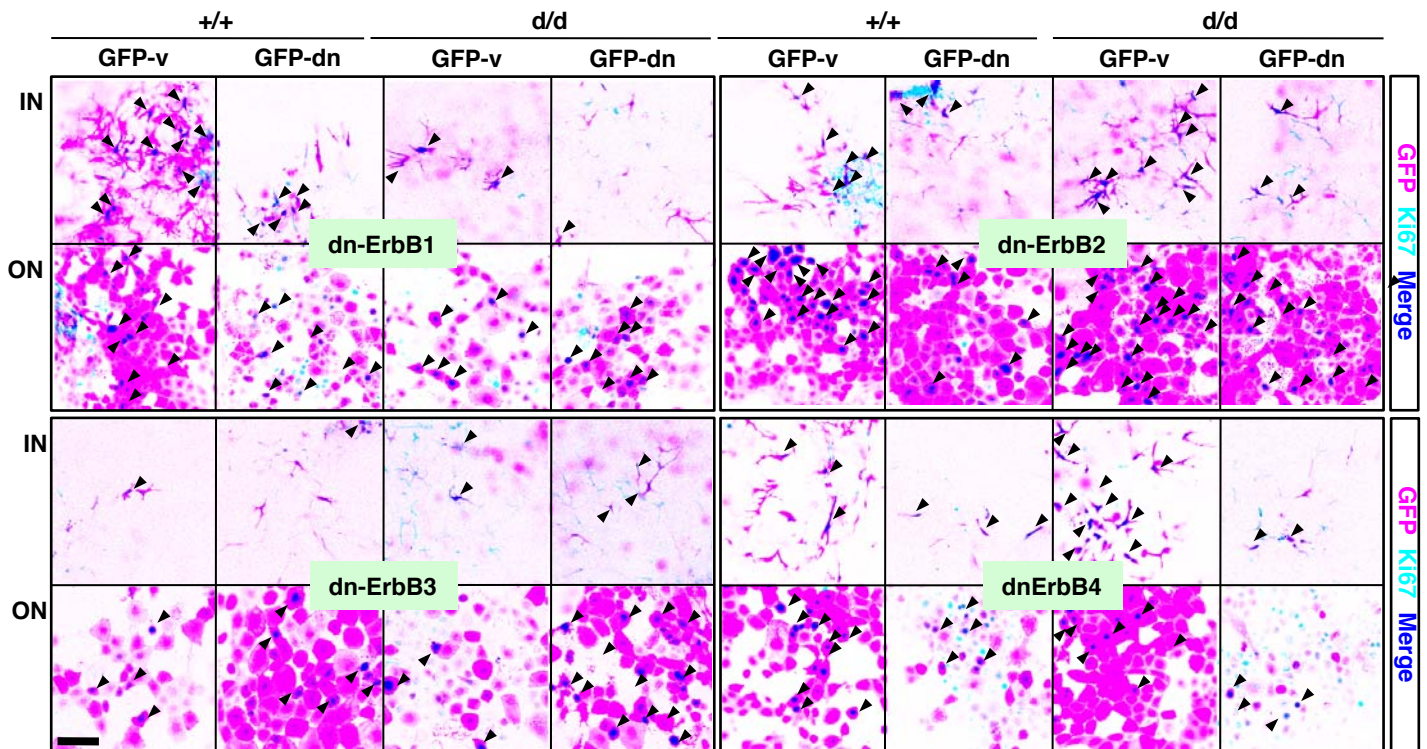 +/+ d/d +/+ d/d
GFP-v GFP-dn GFP-v GFP-dn GFP-v GFP-dn GFP-v GFP-dn
IN
dn-ErbB1 dn-ErbB2
ON
GFP Ki67 Merge
IN
dn-ErbB3 dnErbB4
ON
GFP Ki67 Merge